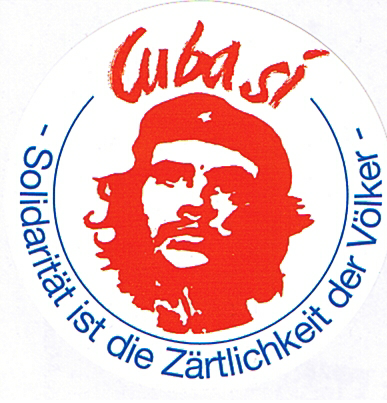 Cuba sí
- Solidarität ist die Zärtlichkeit der Völker -